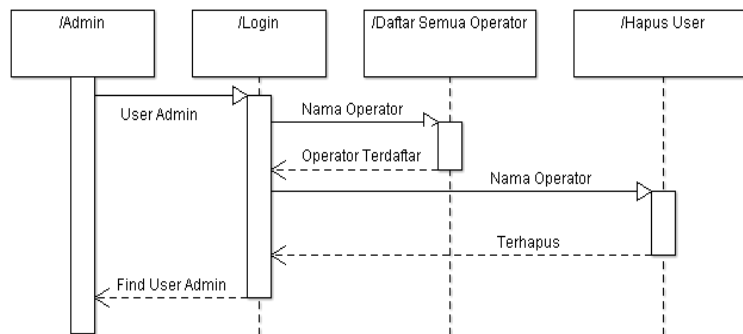 /Admin
/Login
/Daftar Semua Operator
/Hapus User
User Admin
Nama Operator
Operator Terdaftar
Nama Operator
Terhapus
Find User Admin